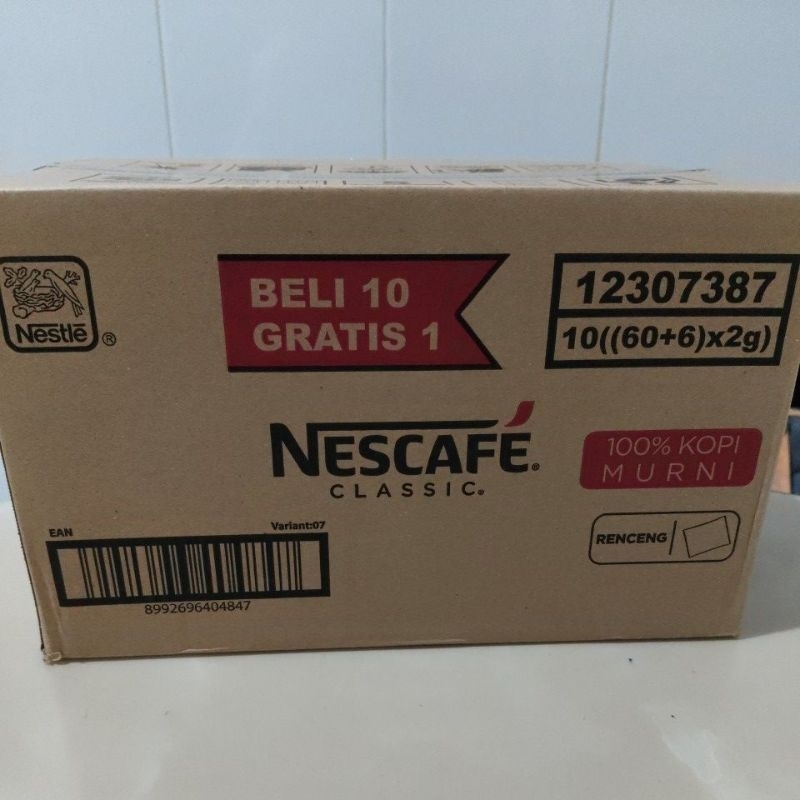 Nestlē ®
BELI 10
GRATIS 1
12307387
10((60+6)x2g)
NESCAFÉ®
CLASSIC®
100% KOPI
MURNI
RENCENG
EAN
Variant:07
8992696404847